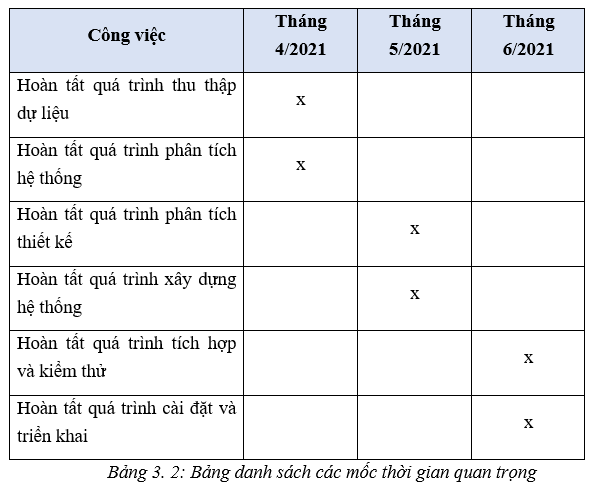 Công việc
Tháng
4/2021
Tháng
5/2021
Tháng
6/2021
Hoàn tất quá trình thu thập
dự liệu
x
Hoàn tất quá trình phân tích
hệ thống
x
Hoàn tất quá trình phân tích
thiết kế
x
Hoàn tất quá trình xây dựng
hệ thống
x
Hoàn tất quá trình tích hợp
và kiểm thử
x
Hoàn tất quá trình cài đặt và
triển khai
x
Bảng 3. 2: Bảng danh sách các mốc thời gian quan trọng